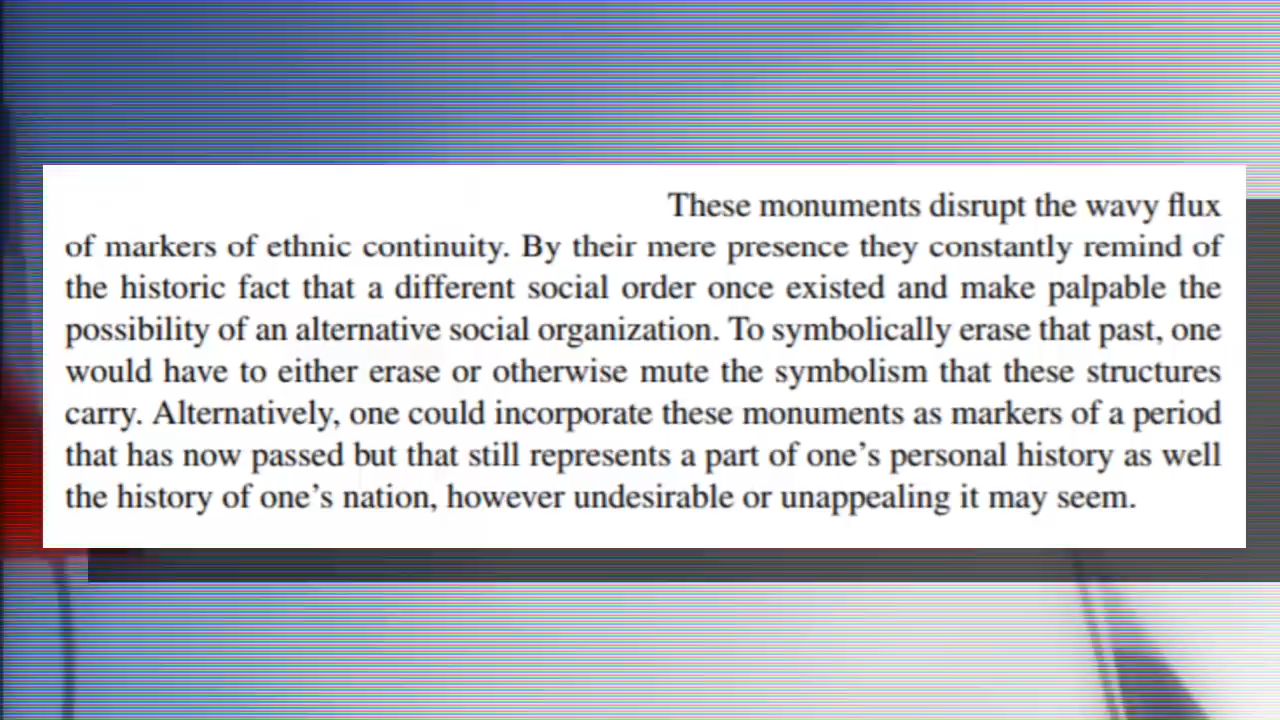 These monuments disrupt the wavy flux
of markers of ethnic continuity. By their mere presence they constantly remind of
the historic fact that a different social order once existed and make palpable the
possibility of an alternative social organization. To symbolically erase that past, one
would have to either erase or otherwise mute the symbolism that these structures
carry. Alternatively, one could incorporate these monuments as markers of a period
that has now passed but that still represents a part of one’s personal history as well
the history of one’s nation, however undesirable or unappealing it may seem.